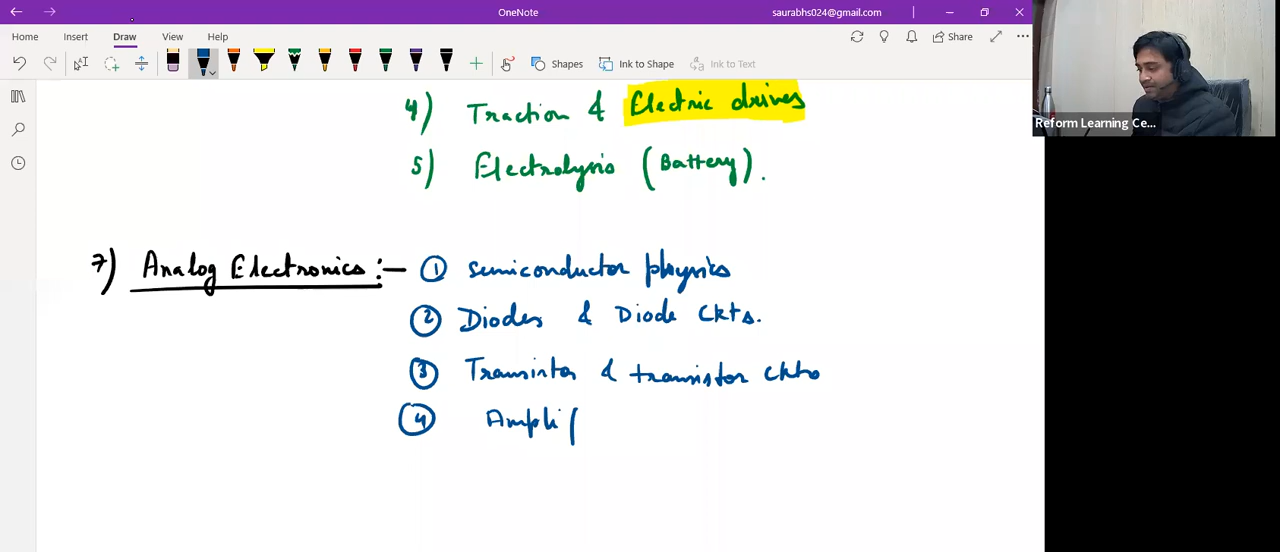 OneNote
saurabhs024@gmail.com
Home Insert Draw View Help
Share
Shapes Ink to Shape Ink to Text
4) Traction & Electric drives
5) Electrolysis (Battery).
7) Analog Electronics :- ① Semiconductor physics
② Diodes & Diode Ckts.
③ Transistor & transistor ckts
④ Amplif
Reform Learning Ce...